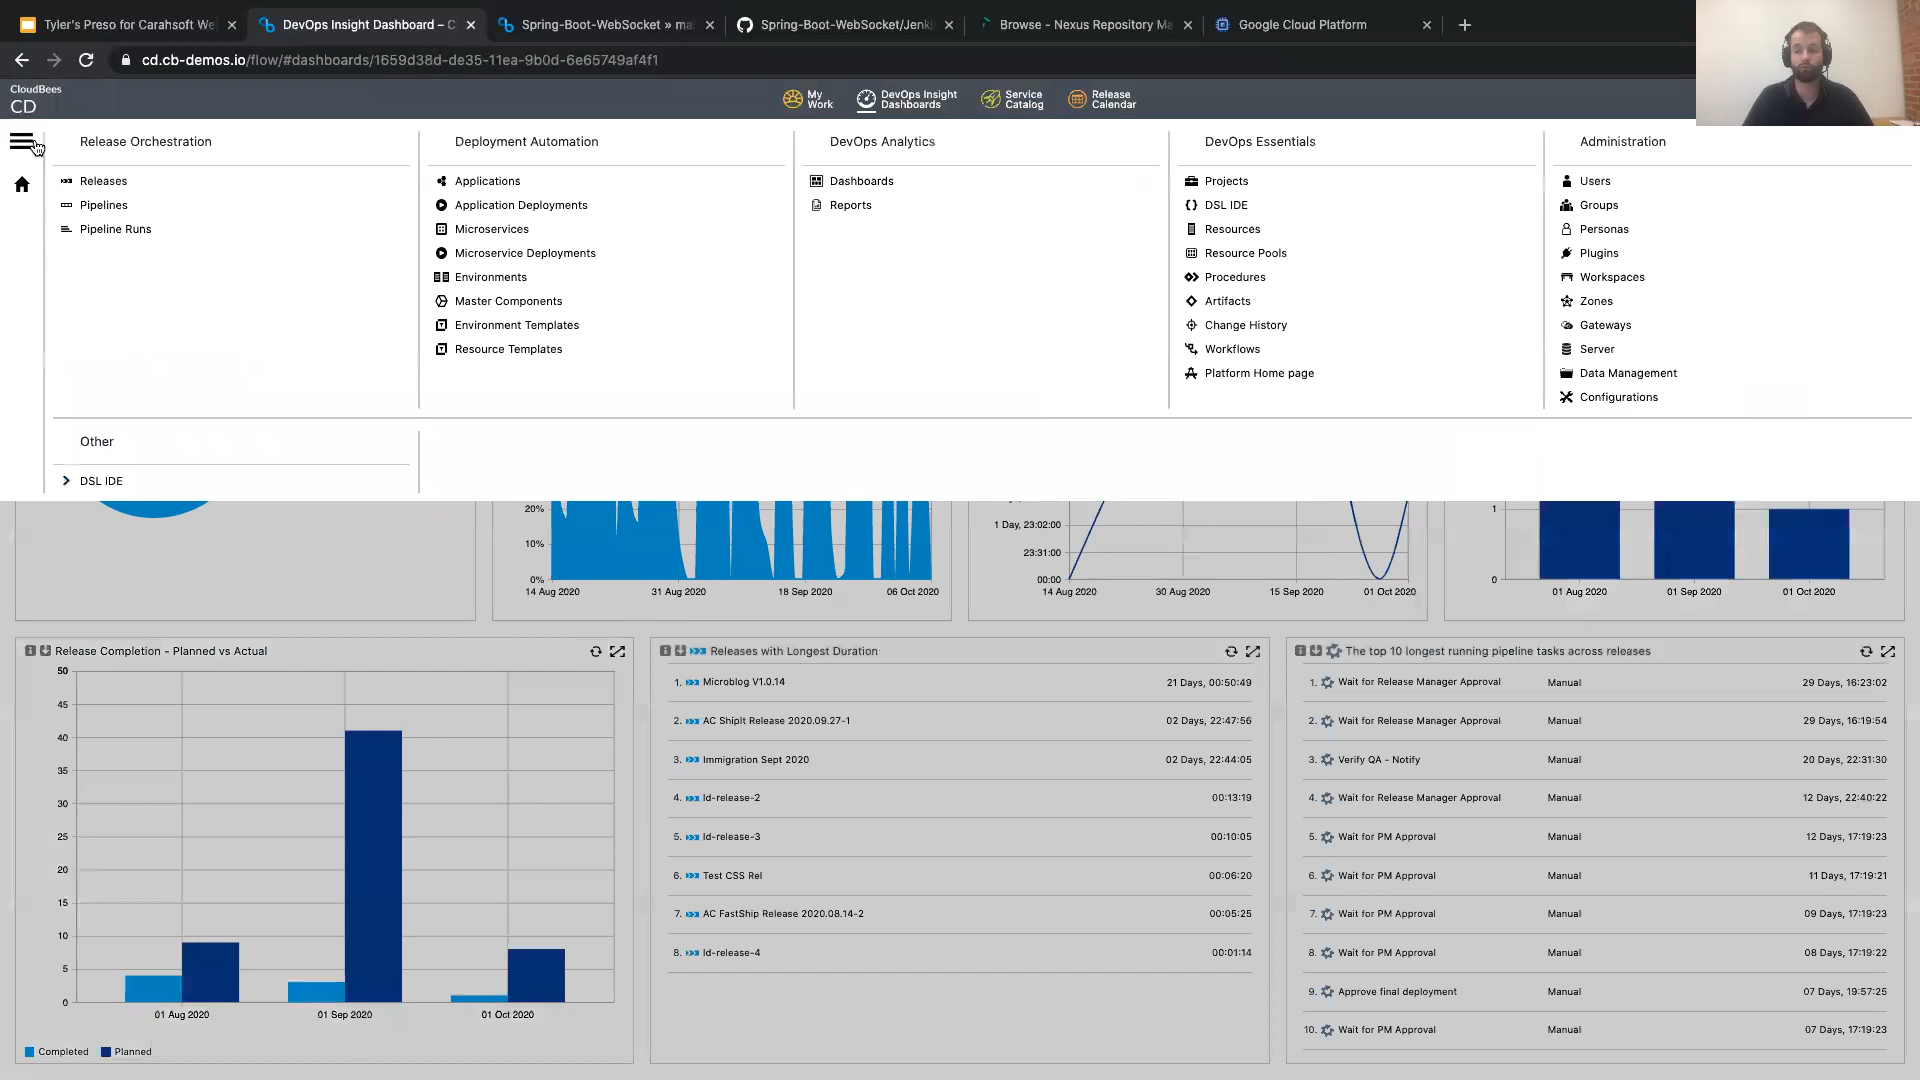 Tyler's Preso for Carahsoft We
DevOps Insight Dashboard – C
Spring-Boot-WebSocket » ma
Spring-Boot-WebSocket/Jenki
Browse - Nexus Repository Ma
Google Cloud Platform
cd.cb-demos.io/flow/#dashboards/1659d38d-de35-11ea-9b0d-6e65749af4f1
CloudBees
CD
My Work
DevOps Insight Dashboards
Service Catalog
Release Calendar
Release Orchestration
Releases
Pipelines
Pipeline Runs
Deployment Automation
Applications
Application Deployments
Microservices
Microservice Deployments
Environments
Master Components
Environment Templates
Resource Templates
DevOps Analytics
Dashboards
Reports
DevOps Essentials
Projects
DSL IDE
Resources
Resource Pools
Procedures
Artifacts
Change History
Workflows
Platform Home page
Administration
Users
Groups
Personas
Plugins
Workspaces
Zones
Gateways
Server
Data Management
Configurations
Other
DSL IDE
20%
10%
0%
14 Aug 2020 31 Aug 2020 18 Sep 2020 06 Oct 2020
1 Day, 23:02:00
23:31:00
00:00
14 Aug 2020 30 Aug 2020 15 Sep 2020 01 Oct 2020
1
0
01 Aug 2020 01 Sep 2020 01 Oct 2020
Release Completion - Planned vs Actual
50
45
40
35
30
25
20
15
10
5
0
01 Aug 2020 01 Sep 2020 01 Oct 2020
Completed Planned
Releases with Longest Duration
1. Microblog V1.0.14 21 Days, 00:50:49
2. AC ShipIt Release 2020.09.27-1 02 Days, 22:47:56
3. Immigration Sept 2020 02 Days, 22:44:05
4. ld-release-2 00:13:19
5. ld-release-3 00:10:05
6. Test CSS Rel 00:06:20
7. AC FastShip Release 2020.08.14-2 00:05:25
8. ld-release-4 00:01:14
The top 10 longest running pipeline tasks across releases
1. Wait for Release Manager Approval Manual 29 Days, 16:23:02
2. Wait for Release Manager Approval Manual 29 Days, 16:19:54
3. Verify QA - Notify Manual 20 Days, 22:31:30
4. Wait for Release Manager Approval Manual 12 Days, 22:40:22
5. Wait for PM Approval Manual 12 Days, 17:19:23
6. Wait for PM Approval Manual 11 Days, 17:19:21
7. Wait for PM Approval Manual 09 Days, 17:19:23
8. Wait for PM Approval Manual 08 Days, 17:19:22
9. Approve final deployment Manual 07 Days, 19:57:25
10. Wait for PM Approval Manual 07 Days, 17:19:23